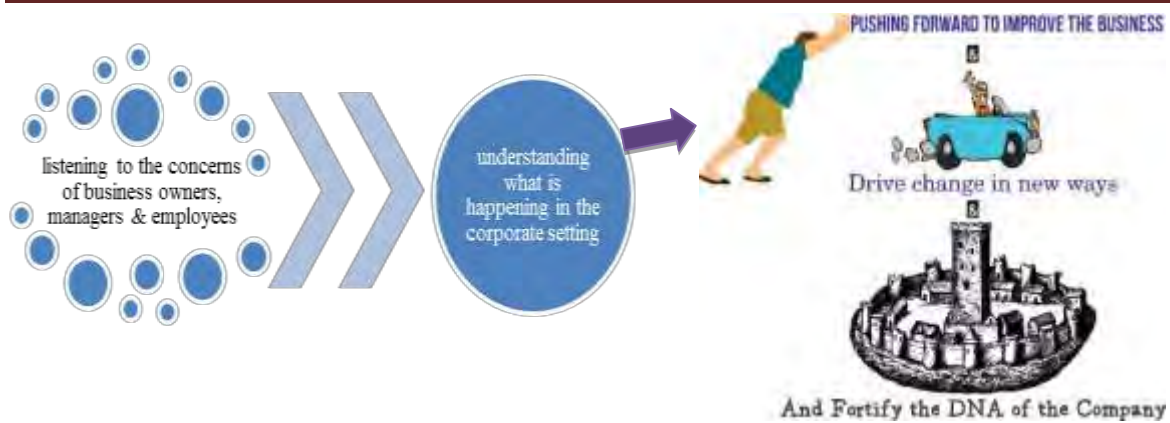 listening to the concerns
of business owners,
managers & employees
understanding
what is
happening in the
corporate setting
PUSHING FORWARD TO IMPROVE THE BUSINESS
&
Drive change in new ways
&
And Fortify the DNA of the Company